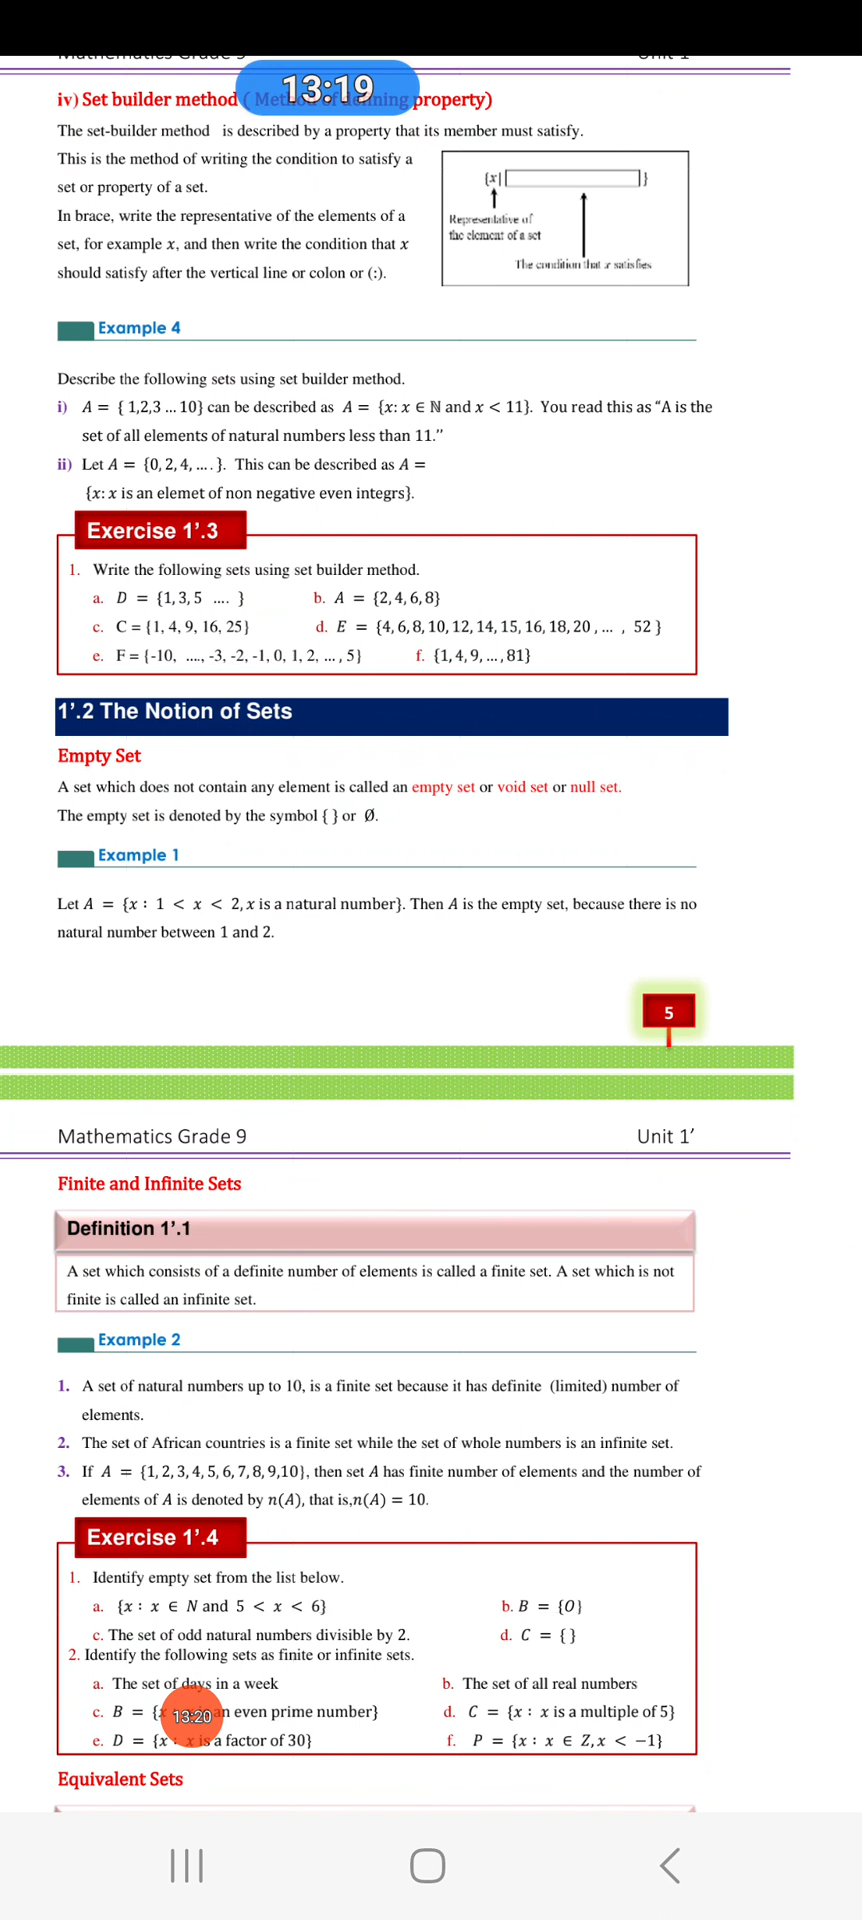 13:19
iv) Set builder method ( Method of defining property)
The set-builder method is described by a property that its member must satisfy.
This is the method of writing the condition to satisfy a
set or property of a set.
In brace, write the representative of the elements of a
set, for example x, and then write the condition that x
should satisfy after the vertical line or colon or (:).
{x| }
Representative of
the element of a set
The condition that x satisfies
Example 4
Describe the following sets using set builder method.
i) A = { 1,2,3 … 10} can be described as A = {x: x ∈ ℕ and x < 11}. You read this as “A is the
set of all elements of natural numbers less than 11.”
ii) Let A = {0, 2, 4, … . }. This can be described as A =
{x: x is an elemet of non negative even integrs}.
Exercise 1’.3
1. Write the following sets using set builder method.
a. D = {1, 3, 5 …. } b. A = {2, 4, 6, 8}
c. C = {1, 4, 9, 16, 25} d. E = {4, 6, 8, 10, 12, 14, 15, 16, 18, 20 , … , 52 }
e. F = {-10, …., -3, -2, -1, 0, 1, 2, … , 5} f. {1, 4, 9, … , 81}
1’.2 The Notion of Sets
Empty Set
A set which does not contain any element is called an empty set or void set or null set.
The empty set is denoted by the symbol { } or Ø.
Example 1
Let A = {x : 1 < x < 2, x is a natural number}. Then A is the empty set, because there is no
natural number between 1 and 2.
5
Mathematics Grade 9 Unit 1′
Finite and Infinite Sets
Definition 1’.1
A set which consists of a definite number of elements is called a finite set. A set which is not
finite is called an infinite set.
Example 2
1. A set of natural numbers up to 10, is a finite set because it has definite (limited) number of
elements.
2. The set of African countries is a finite set while the set of whole numbers is an infinite set.
3. If A = {1, 2, 3, 4, 5, 6, 7, 8, 9,10}, then set A has finite number of elements and the number of
elements of A is denoted by n(A), that is,n(A) = 10.
Exercise 1’.4
1. Identify empty set from the list below.
a. {x : x ∈ N and 5 < x < 6} b. B = {0}
c. The set of odd natural numbers divisible by 2. d. C = { }
2. Identify the following sets as finite or infinite sets.
a. The set of days in a week b. The set of all real numbers
c. B = {x an even prime number} d. C = {x : x is a multiple of 5}
13:20
e. D = {x : x is a factor of 30} f. P = {x : x ∈ Z, x < −1}
Equivalent Sets